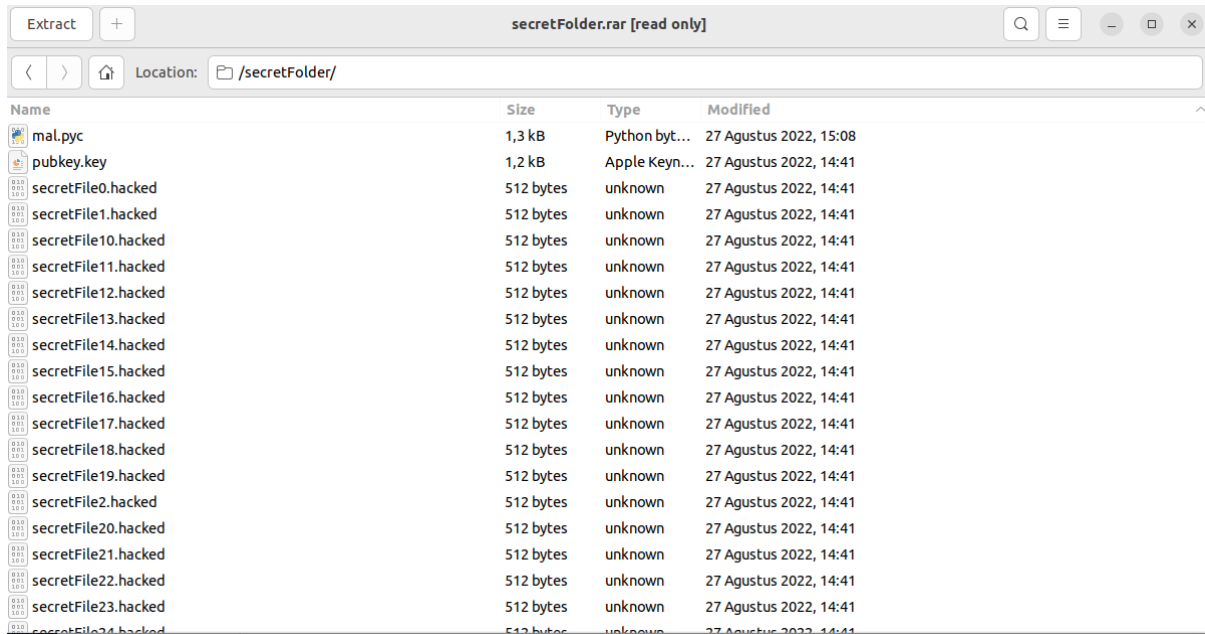 Extract
secretFolder.rar [read only]
Location: /secretFolder/
Name Size Type Modified
mal.pyc 1,3 kB Python byt... 27 Agustus 2022, 15:08
pubkey.key 1,2 kB Apple Keyn... 27 Agustus 2022, 14:41
secretFile0.hacked 512 bytes unknown 27 Agustus 2022, 14:41
secretFile1.hacked 512 bytes unknown 27 Agustus 2022, 14:41
secretFile10.hacked 512 bytes unknown 27 Agustus 2022, 14:41
secretFile11.hacked 512 bytes unknown 27 Agustus 2022, 14:41
secretFile12.hacked 512 bytes unknown 27 Agustus 2022, 14:41
secretFile13.hacked 512 bytes unknown 27 Agustus 2022, 14:41
secretFile14.hacked 512 bytes unknown 27 Agustus 2022, 14:41
secretFile15.hacked 512 bytes unknown 27 Agustus 2022, 14:41
secretFile16.hacked 512 bytes unknown 27 Agustus 2022, 14:41
secretFile17.hacked 512 bytes unknown 27 Agustus 2022, 14:41
secretFile18.hacked 512 bytes unknown 27 Agustus 2022, 14:41
secretFile19.hacked 512 bytes unknown 27 Agustus 2022, 14:41
secretFile2.hacked 512 bytes unknown 27 Agustus 2022, 14:41
secretFile20.hacked 512 bytes unknown 27 Agustus 2022, 14:41
secretFile21.hacked 512 bytes unknown 27 Agustus 2022, 14:41
secretFile22.hacked 512 bytes unknown 27 Agustus 2022, 14:41
secretFile23.hacked 512 bytes unknown 27 Agustus 2022, 14:41
secretFile24.hacked 512 bytes unknown 27 Agustus 2022, 14:41